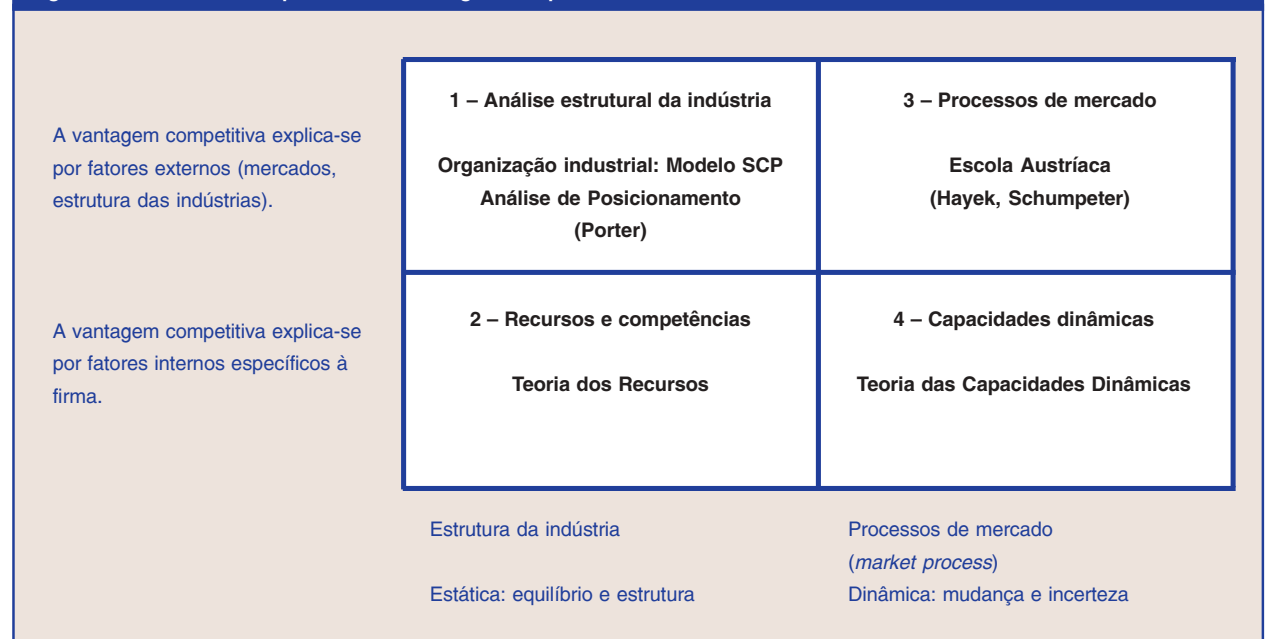 A vantagem competitiva explica-se
por fatores externos (mercados,
estrutura das indústrias).
1 – Análise estrutural da indústria
Organização industrial: Modelo SCP
Análise de Posicionamento
(Porter)
3 – Processos de mercado
Escola Austríaca
(Hayek, Schumpeter)
A vantagem competitiva explica-se
por fatores internos específicos à
firma.
2 – Recursos e competências
Teoria dos Recursos
4 – Capacidades dinâmicas
Teoria das Capacidades Dinâmicas
Estrutura da indústria
Estática: equilíbrio e estrutura
Processos de mercado
(market process)
Dinâmica: mudança e incerteza